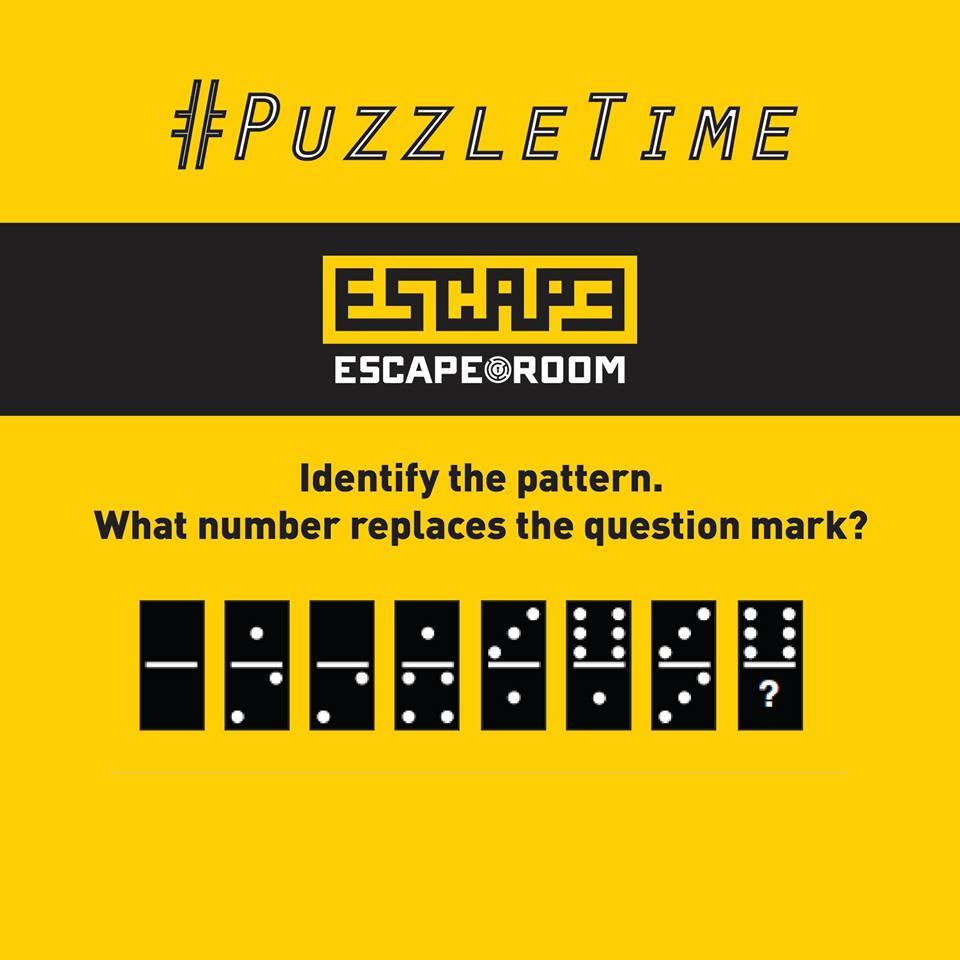 #PUZZLETIME
ESCAPE
ESCAPE ROOM
Identify the pattern.
What number replaces the question mark?
?